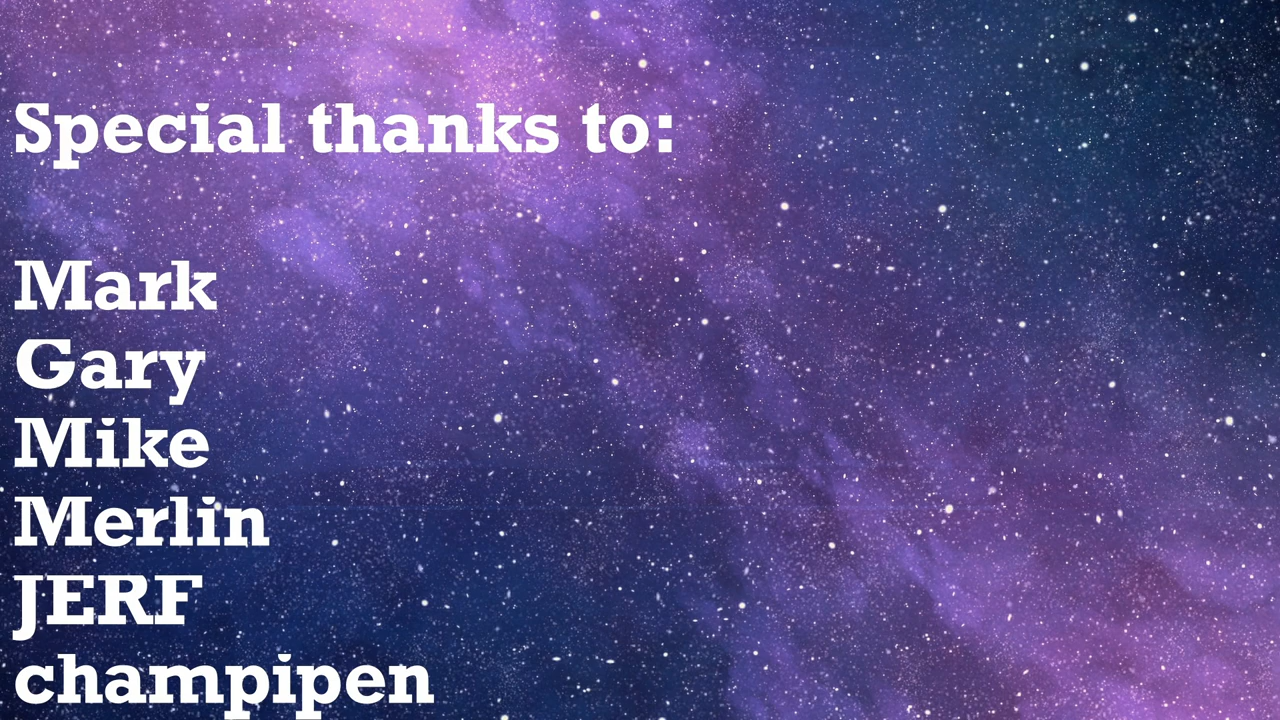 Special thanks to:
Mark
Gary
Mike
Merlin
JERF
champipen